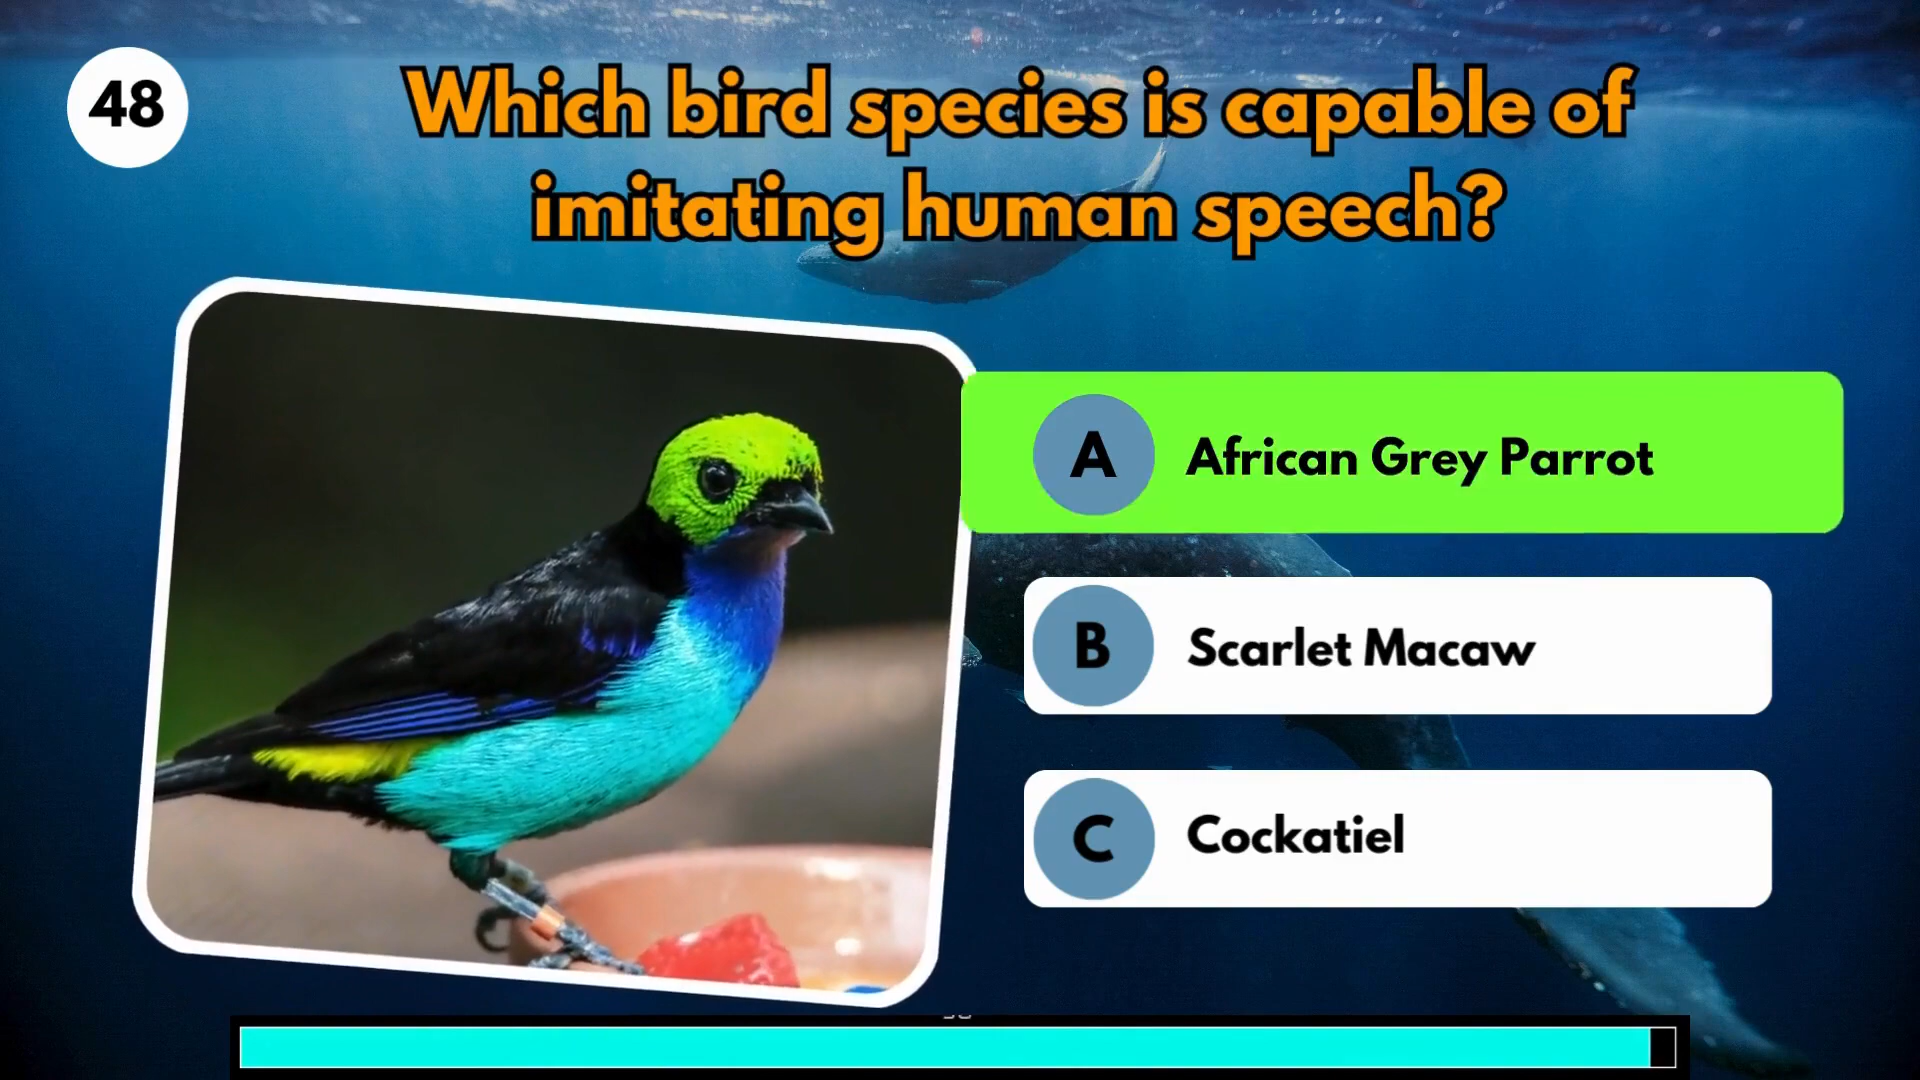 48
Which bird species is capable of
imitating human speech?
A African Grey Parrot
B Scarlet Macaw
C Cockatiel